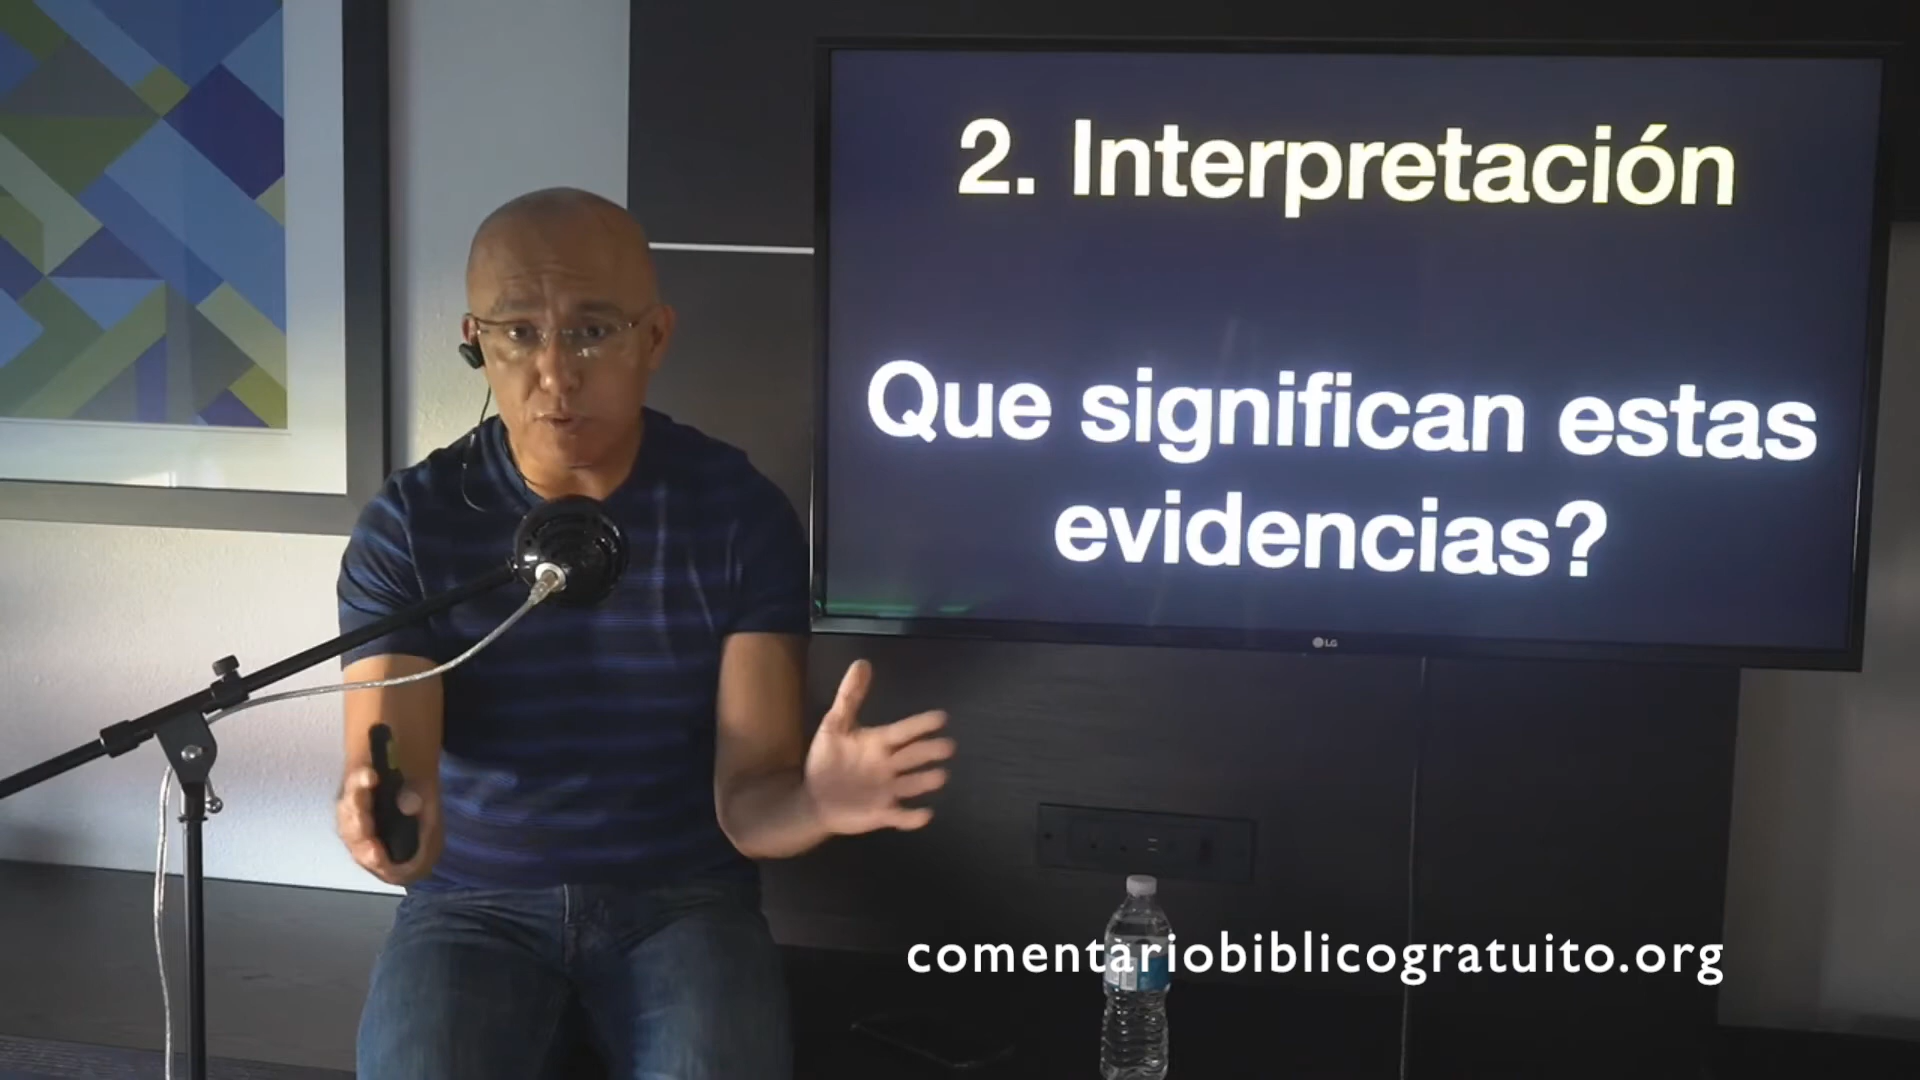 2. Interpretación
Que significan estas
evidencias?
LG
comentariobiblicogratuito.org